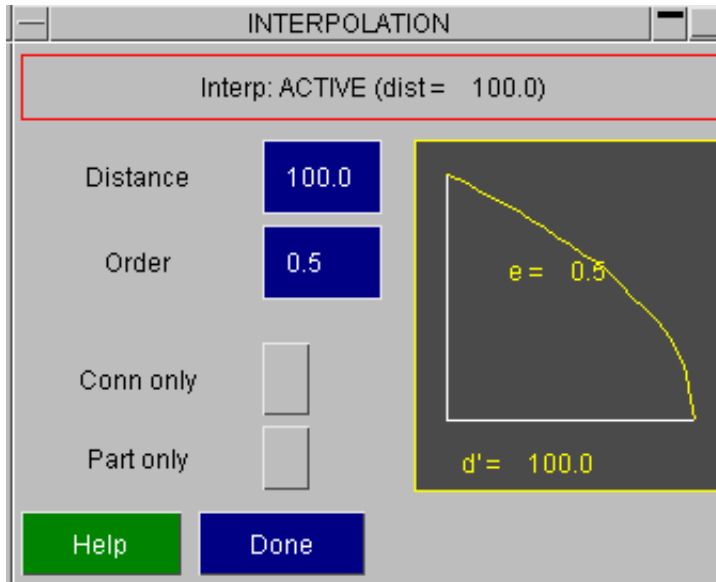 INTERPOLATION
Interp: ACTIVE (dist = 100.0)
Distance 100.0
Order 0.5
e = 0.5
Conn only
Part only
d' = 100.0
Help Done